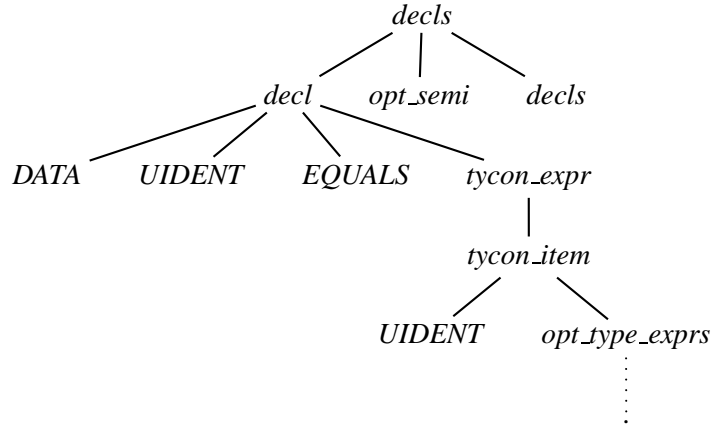 decls
decl opt_semi decls
DATA UIDENT EQUALS tycon_expr
tycon_item
UIDENT opt_type_exprs